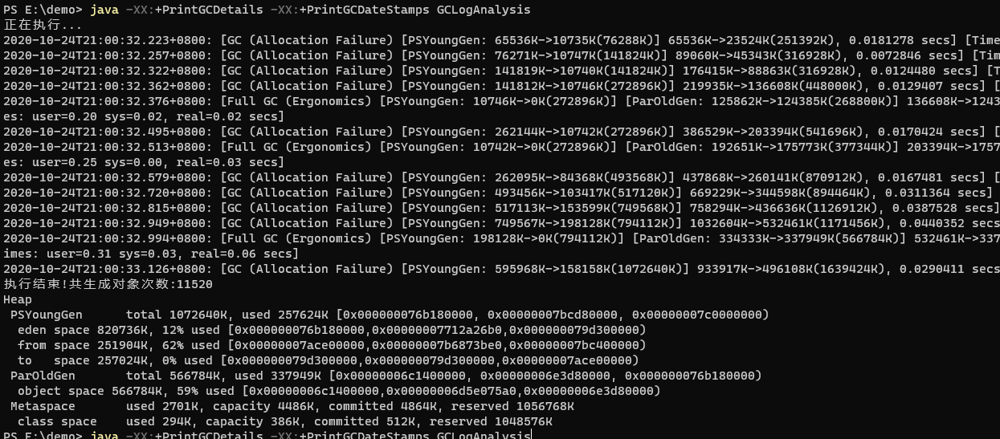 PS E:\demo> java -XX:+PrintGCDetails -XX:+PrintGCDateStamps GCLogAnalysis
正在执行...
2020-10-24T21:00:32.223+0800: [GC (Allocation Failure) [PSYoungGen: 65536K->10735K(76288K)] 65536K->23524K(251392K), 0.0181278 secs] [Time
2020-10-24T21:00:32.257+0800: [GC (Allocation Failure) [PSYoungGen: 76271K->10747K(141824K)] 89060K->45343K(316928K), 0.0072846 secs] [Tim
2020-10-24T21:00:32.322+0800: [GC (Allocation Failure) [PSYoungGen: 141819K->10740K(141824K)] 176415K->88863K(316928K), 0.0124480 secs] [T
2020-10-24T21:00:32.362+0800: [GC (Allocation Failure) [PSYoungGen: 141812K->10746K(272896K)] 219935K->136608K(448000K), 0.0129407 secs] [
2020-10-24T21:00:32.376+0800: [Full GC (Ergonomics) [PSYoungGen: 10746K->0K(272896K)] [ParOldGen: 125862K->124385K(268800K)] 136608K->1243
es: user=0.20 sys=0.02, real=0.02 secs]
2020-10-24T21:00:32.495+0800: [GC (Allocation Failure) [PSYoungGen: 262144K->10742K(272896K)] 386529K->203394K(541696K), 0.0170424 secs] [
2020-10-24T21:00:32.513+0800: [Full GC (Ergonomics) [PSYoungGen: 10742K->0K(272896K)] [ParOldGen: 192651K->175773K(377344K)] 203394K->1757
es: user=0.25 sys=0.00, real=0.03 secs]
2020-10-24T21:00:32.579+0800: [GC (Allocation Failure) [PSYoungGen: 262095K->84368K(493568K)] 437868K->260141K(870912K), 0.0167481 secs] [
2020-10-24T21:00:32.720+0800: [GC (Allocation Failure) [PSYoungGen: 493456K->103417K(517120K)] 669229K->344598K(894464K), 0.0311364 secs]
2020-10-24T21:00:32.815+0800: [GC (Allocation Failure) [PSYoungGen: 517113K->153599K(749568K)] 758294K->436636K(1126912K), 0.0387528 secs]
2020-10-24T21:00:32.949+0800: [GC (Allocation Failure) [PSYoungGen: 749567K->198128K(794112K)] 1032604K->532461K(1171456K), 0.0440352 secs
2020-10-24T21:00:32.994+0800: [Full GC (Ergonomics) [PSYoungGen: 198128K->0K(794112K)] [ParOldGen: 334333K->337949K(566784K)] 532461K->337
imes: user=0.31 sys=0.03, real=0.06 secs]
2020-10-24T21:00:33.126+0800: [GC (Allocation Failure) [PSYoungGen: 595968K->158158K(1072640K)] 933917K->496108K(1639424K), 0.0290411 secs
执行结束!共生成对象次数:11520
Heap
 PSYoungGen      total 1072640K, used 257624K [0x000000076b180000, 0x00000007bcd80000, 0x00000007c0000000)
  eden space 820736K, 12% used [0x000000076b180000,0x00000007712a26b0,0x000000079d300000)
  from space 251904K, 62% used [0x00000007ace00000,0x00000007b6873be0,0x00000007bc400000)
  to   space 257024K, 0% used [0x000000079d300000,0x000000079d300000,0x00000007ace00000)
 ParOldGen       total 566784K, used 337949K [0x00000006c1400000, 0x00000006e3d80000, 0x000000076b180000)
  object space 566784K, 59% used [0x00000006c1400000,0x00000006d5e075a0,0x00000006e3d80000)
 Metaspace       used 2701K, capacity 4486K, committed 4864K, reserved 1056768K
  class space    used 294K, capacity 386K, committed 512K, reserved 1048576K
PS E:\demo> java -XX:+PrintGCDetails -XX:+PrintGCDateStamps GCLogAnalysis